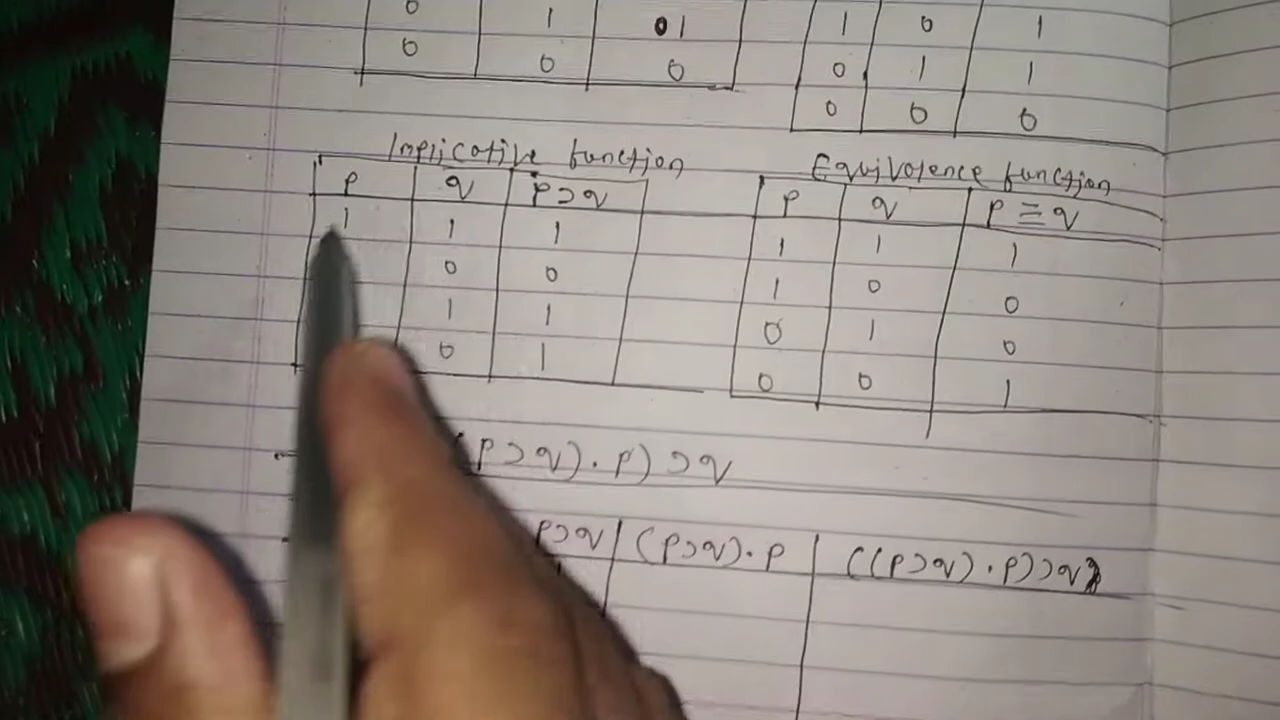 0 1 01 1 0 1
0 0 0 0 1 1
0 0 0
Implicative function Equivalence function
p q p⊃q p q p≡q
1 1 1 1 1 1
0 0 1 0 0
1 1 0 1 0
0 1 0 0 1
(p⊃q).p)⊃q
p⊃q (p⊃q).p ((p⊃q).p)⊃q